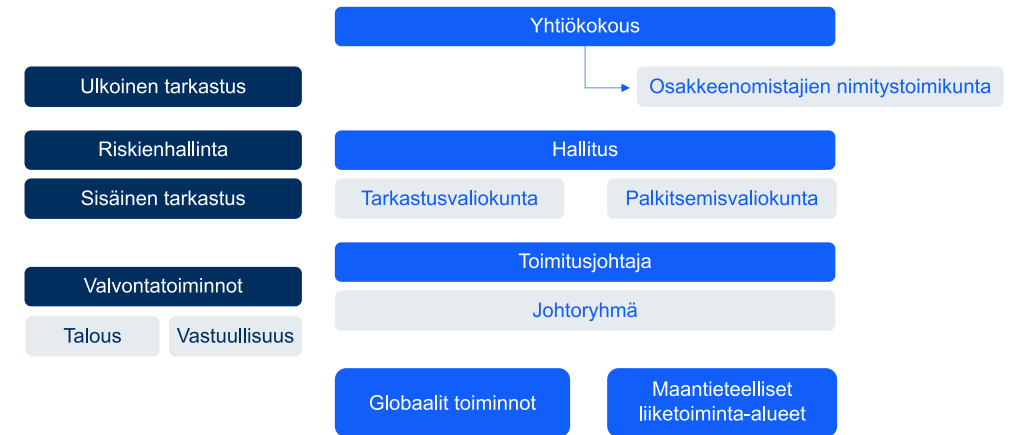 Yhtiökokous
Ulkoinen tarkastus
Osakkeenomistajien nimitystoimikunta
Riskienhallinta
Hallitus
Sisäinen tarkastus
Tarkastusvaliokunta
Palkitsemisvaliokunta
Toimitusjohtaja
Valvontatoiminnot
Johtoryhmä
Talous
Vastuullisuus
Globaalit toiminnot
Maantieteelliset
liiketoiminta-alueet